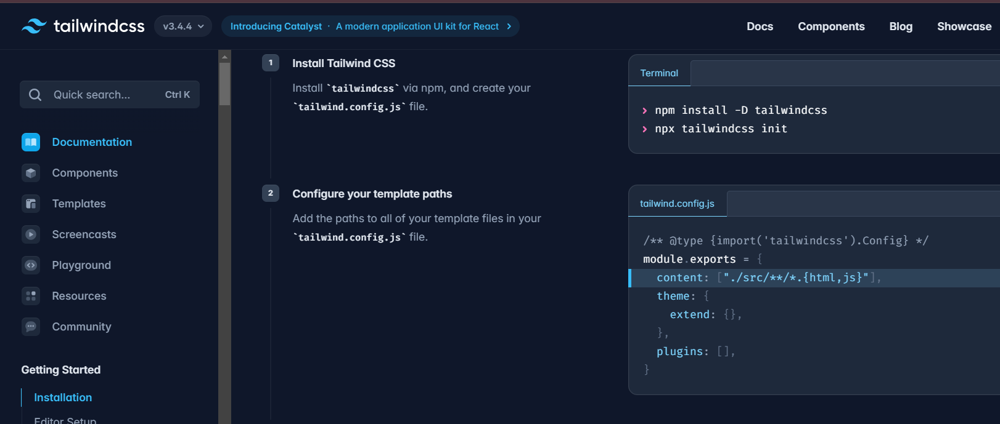 tailwindcss
v3.4.4
Introducing Catalyst · A modern application UI kit for React
Docs
Components
Blog
Showcase
Quick search...
Ctrl K
Documentation
Components
Templates
Screencasts
Playground
Resources
Community
Getting Started
Installation
Editor Setup
1
Install Tailwind CSS
Install `tailwindcss` via npm, and create your
`tailwind.config.js` file.
Terminal
> npm install -D tailwindcss
> npx tailwindcss init
2
Configure your template paths
Add the paths to all of your template files in your
`tailwind.config.js` file.
tailwind.config.js
/** @type {import('tailwindcss').Config} */
module.exports = {
  content: ["./src/**/*.{html,js}"],
  theme: {
    extend: {},
  },
  plugins: [],
}